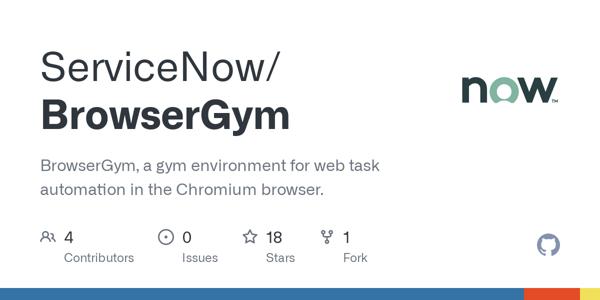 ServiceNow/
BrowserGym
now™
BrowserGym, a gym environment for web task
automation in the Chromium browser.
4 0 18 1
Contributors Issues Stars Fork